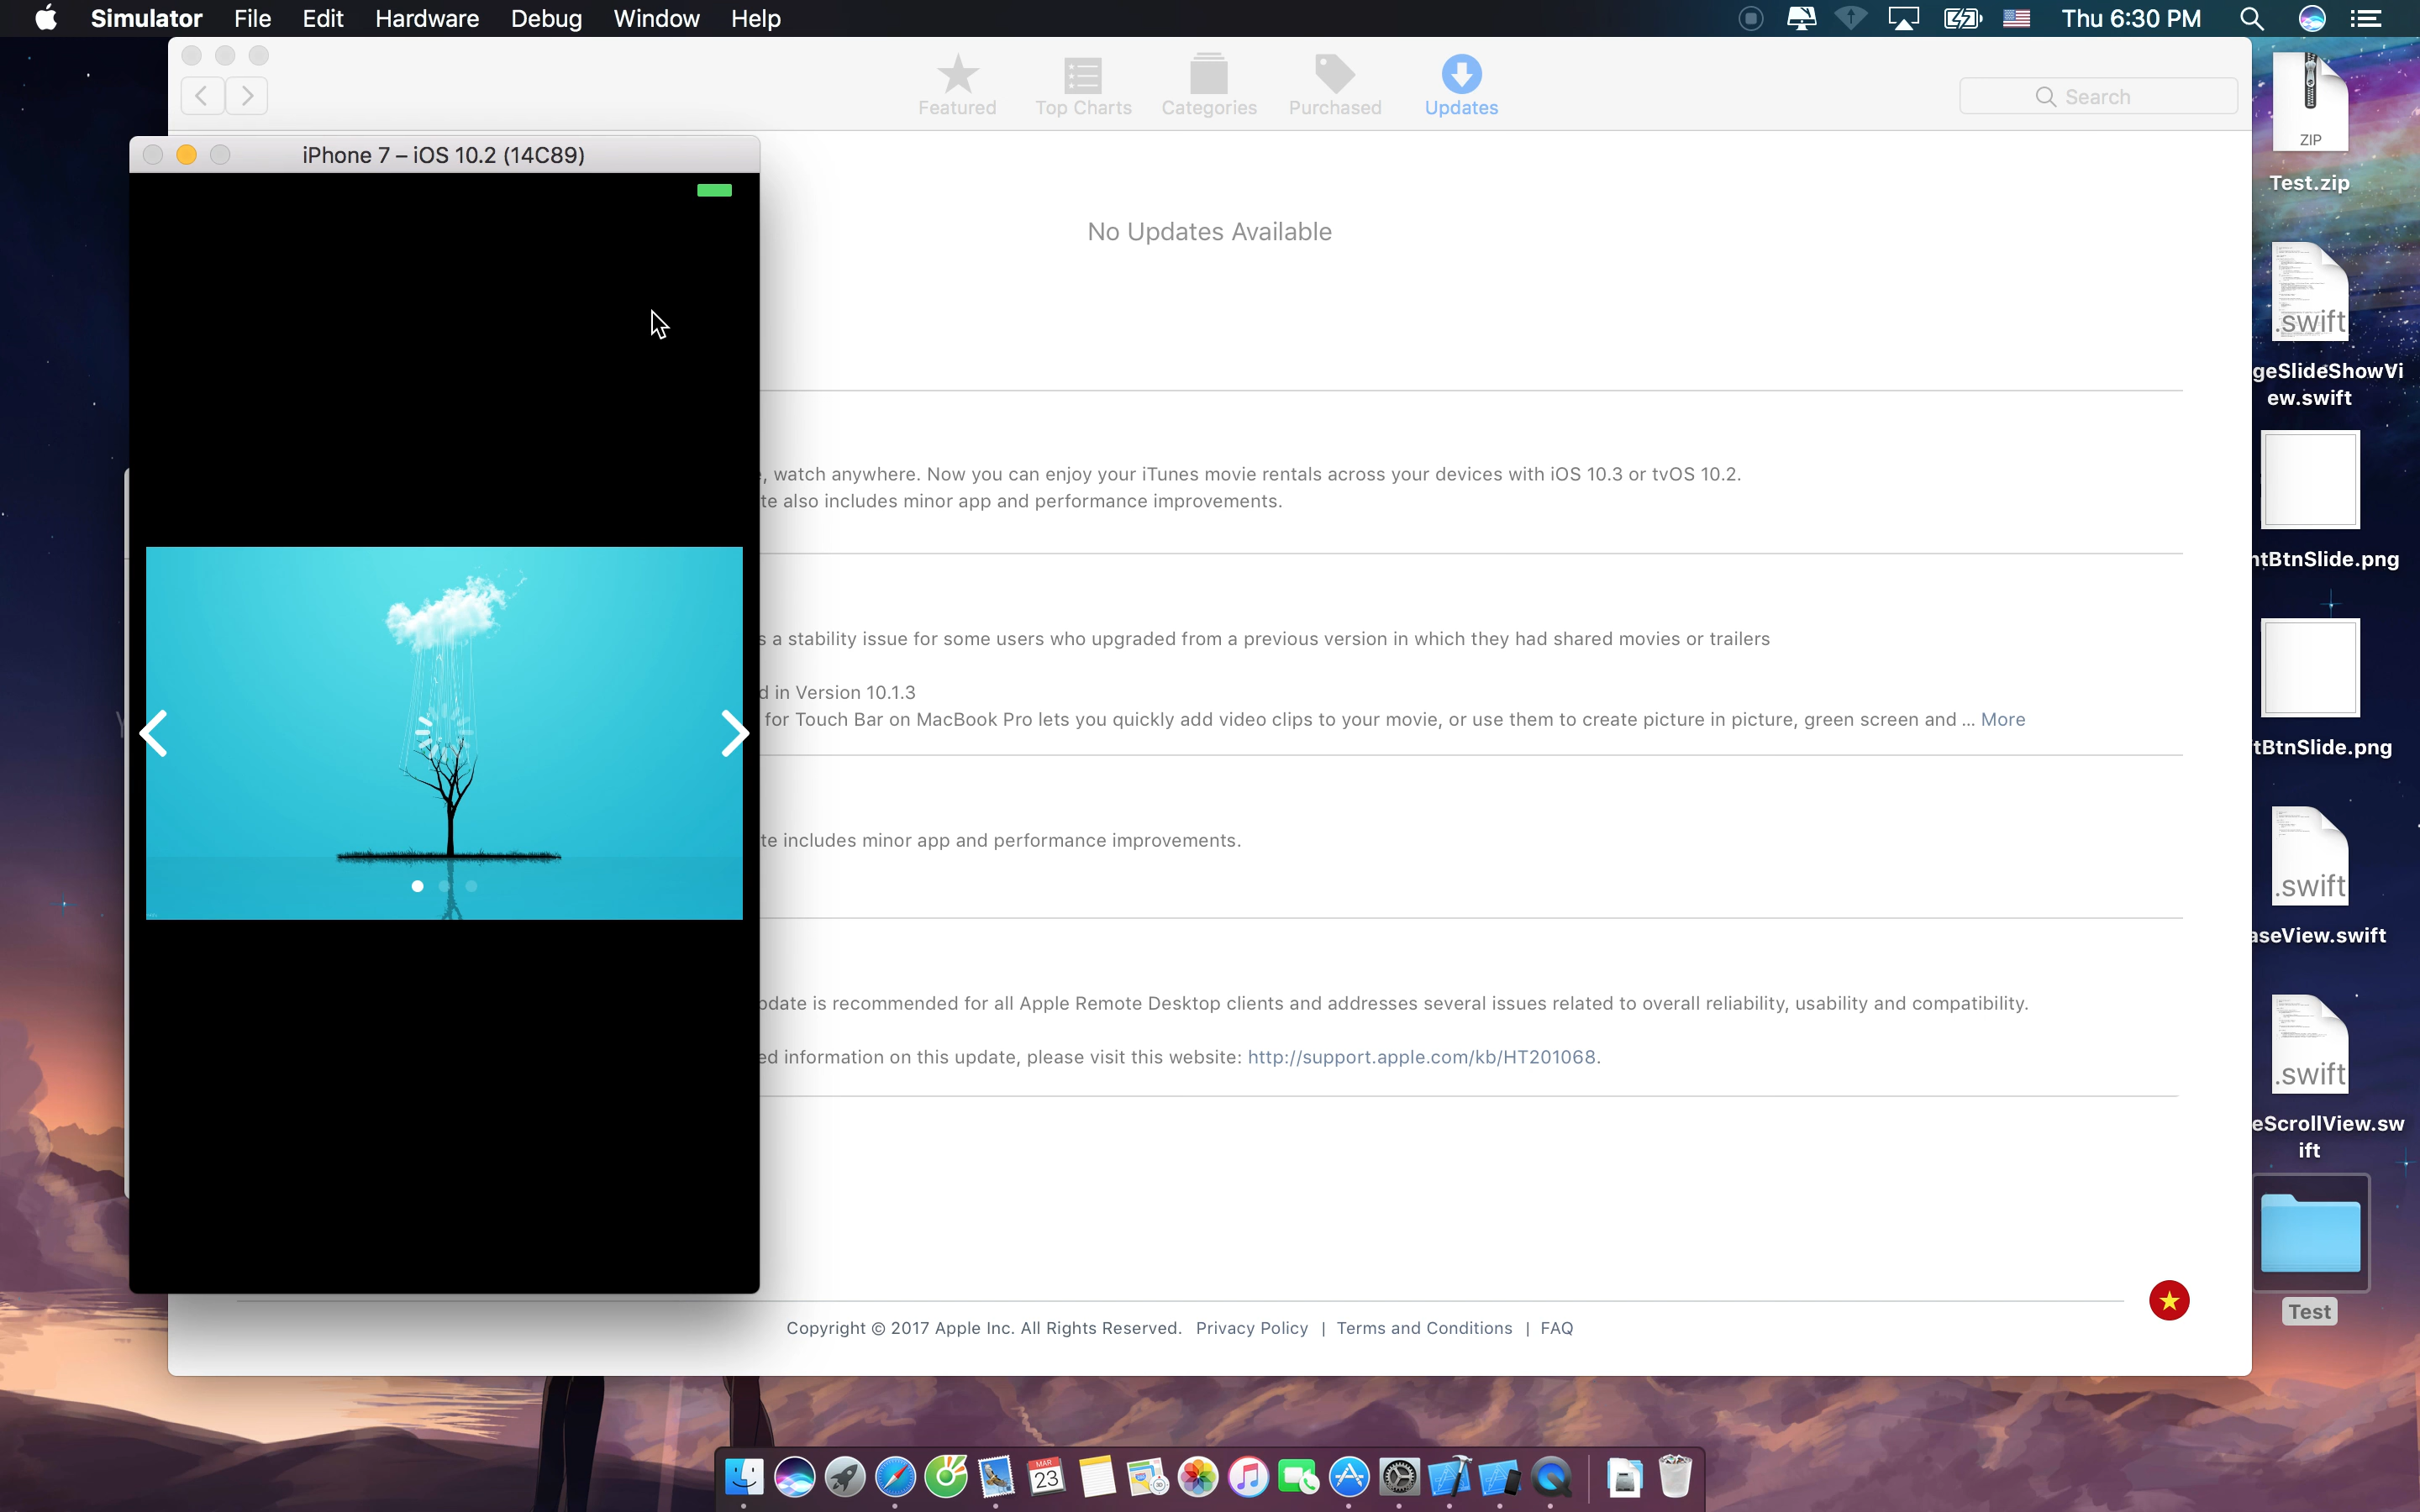 Simulator File Edit Hardware Debug Window Help
Thu 6:30 PM
Featured
Top Charts
Categories
Purchased
Updates
Search
iPhone 7 – iOS 10.2 (14C89)
No Updates Available
, watch anywhere. Now you can enjoy your iTunes movie rentals across your devices with iOS 10.3 or tvOS 10.2.
te also includes minor app and performance improvements.
s a stability issue for some users who upgraded from a previous version in which they had shared movies or trailers
d in Version 10.1.3
for Touch Bar on MacBook Pro lets you quickly add video clips to your movie, or use them to create picture in picture, green screen and ... More
te includes minor app and performance improvements.
pdate is recommended for all Apple Remote Desktop clients and addresses several issues related to overall reliability, usability and compatibility.
ed information on this update, please visit this website: http://support.apple.com/kb/HT201068.
Copyright © 2017 Apple Inc. All Rights Reserved. Privacy Policy | Terms and Conditions | FAQ
ZIP
Test.zip
.swift
geSlideShowVi
ew.swift
ntBtnSlide.png
tBtnSlide.png
.swift
aseView.swift
.swift
eScrollView.sw
ift
Test
MAR
23